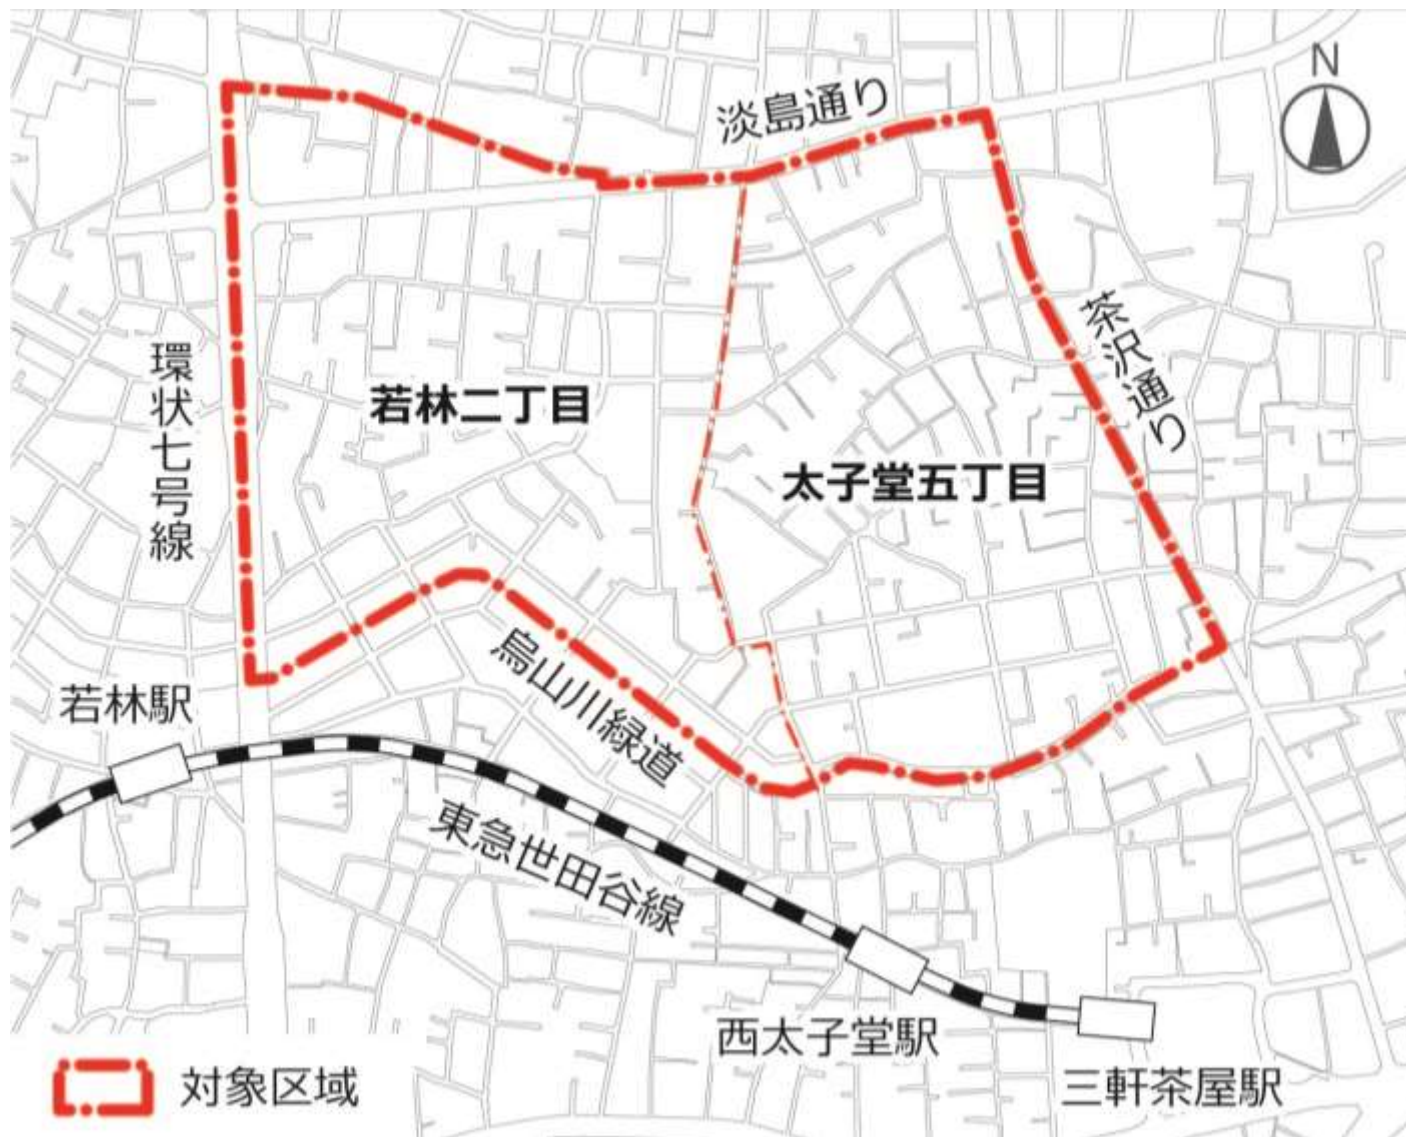 N
淡島通り
茶沢通り
環状七号線
若林二丁目
太子堂五丁目
烏山川緑道
若林駅
東急世田谷線
西太子堂駅
三軒茶屋駅
対象区域